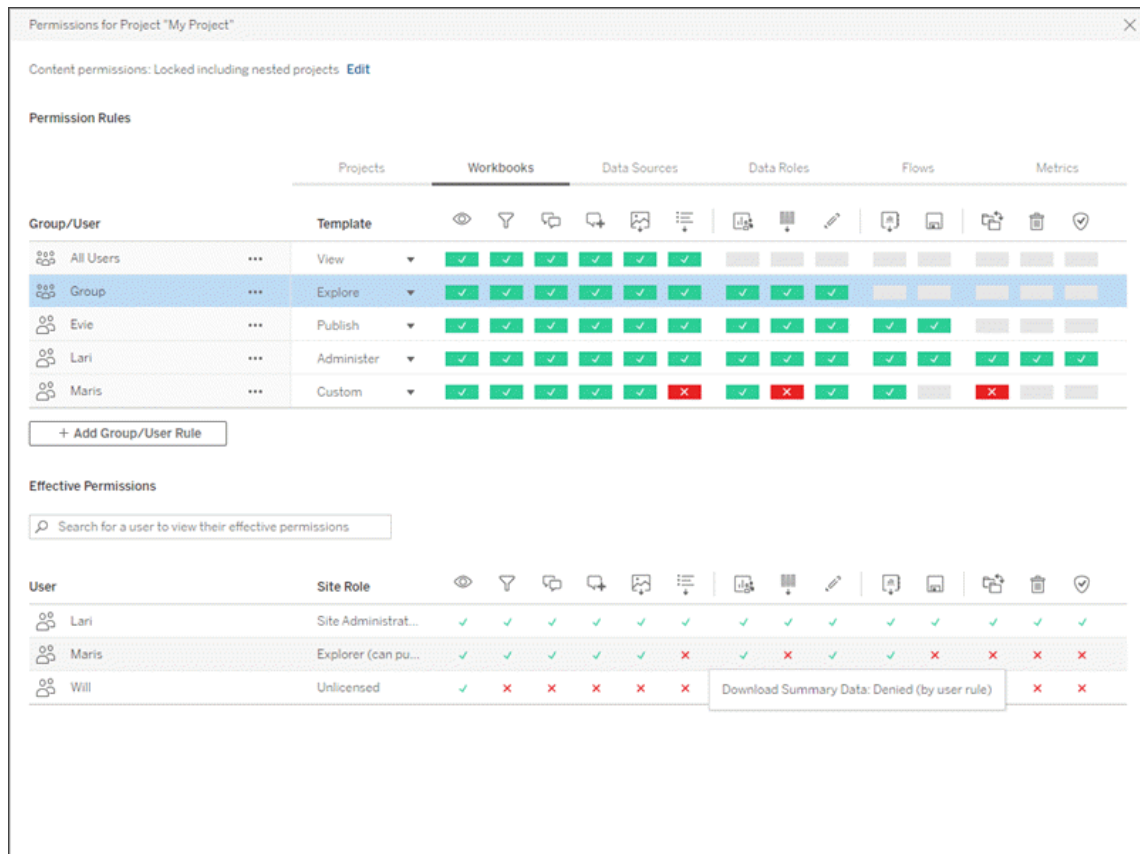 Permissions for Project "My Project"
Content permissions: Locked including nested projects Edit
Permission Rules
Projects Workbooks Data Sources Data Roles Flows Metrics
Group/User Template
All Users ... View
Group ... Explore
Evie ... Publish
Lari ... Administer
Maris ... Custom
+ Add Group/User Rule
Effective Permissions
Search for a user to view their effective permissions
User Site Role
Lari Site Administrat...
Maris Explorer (can pu...
Will Unlicensed
Download Summary Data: Denied (by user rule)